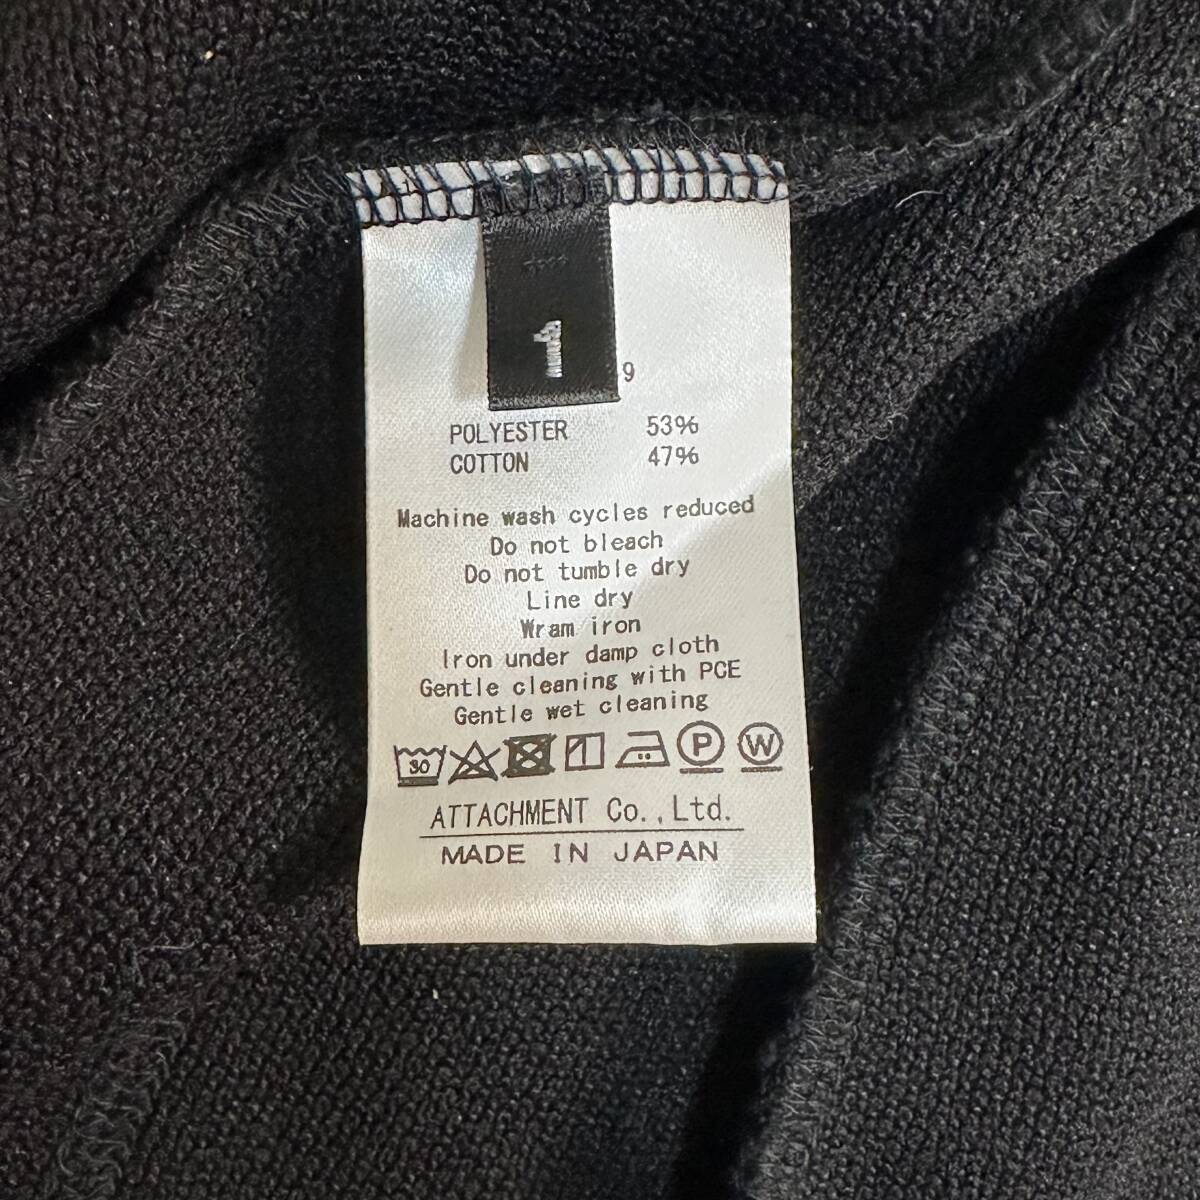 1
9
POLYESTER 53%
COTTON 47%
Machine wash cycles reduced
Do not bleach
Do not tumble dry
Line dry
Wram iron
Iron under damp cloth
Gentle cleaning with PCE
Gentle wet cleaning
30 P W
ATTACHMENT Co.,Ltd.
MADE IN JAPAN